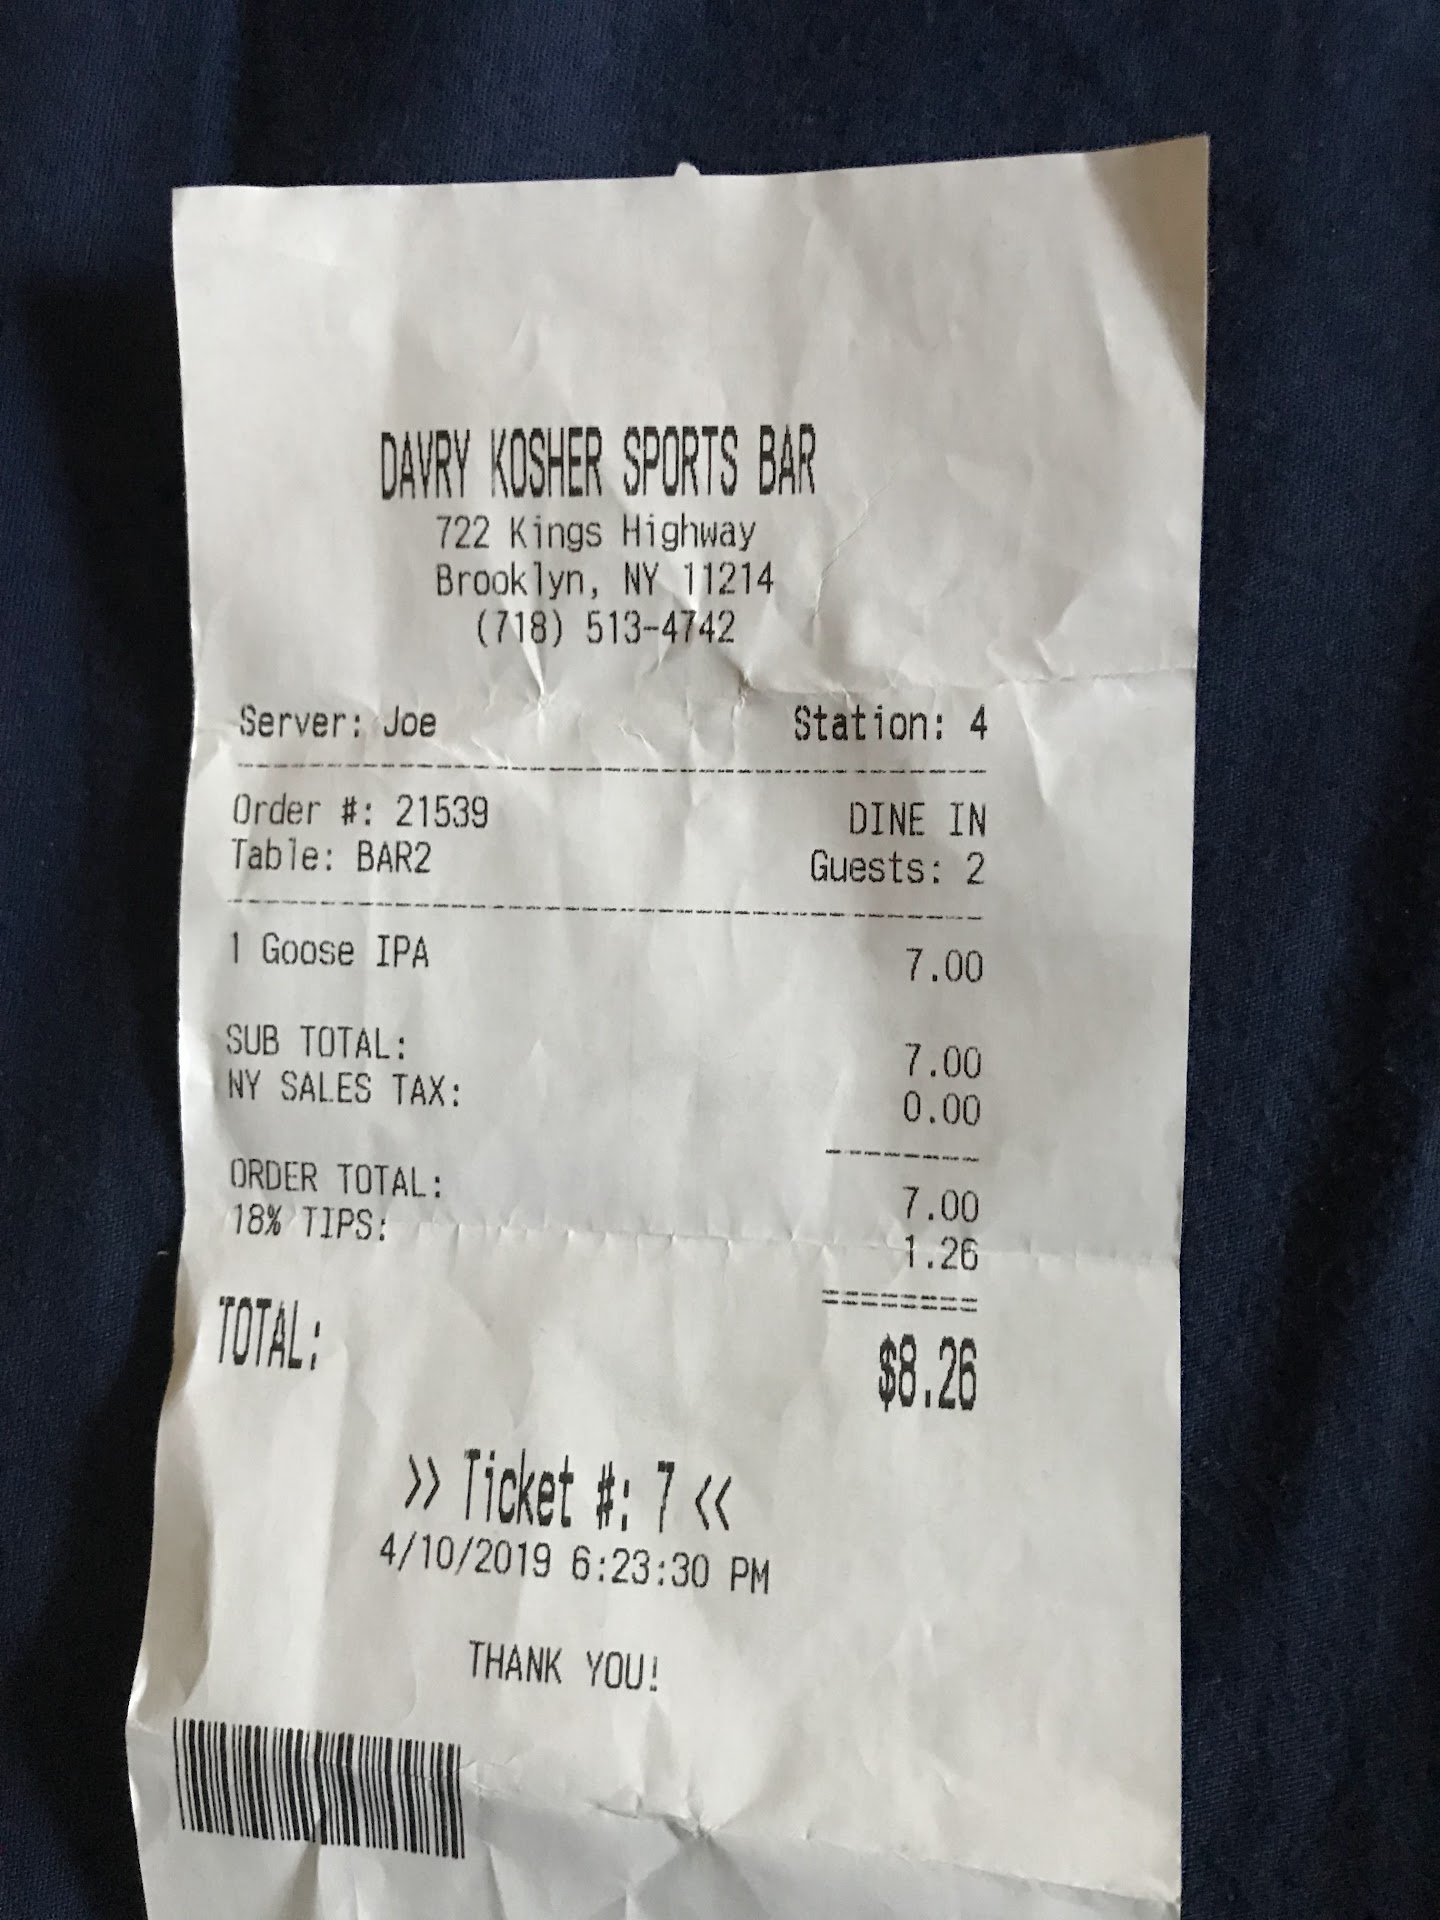 DAVRY KOSHER SPORTS BAR
722 Kings Highway
Brooklyn, NY 11214
(718) 513-4742
Server: Joe Station: 4
Order #: 21539 DINE IN
Table: BAR2 Guests: 2
1 Goose IPA 7.00
SUB TOTAL: 7.00
NY SALES TAX: 0.00
ORDER TOTAL: 7.00
18% TIPS: 1.26
TOTAL: $8.26
>> Ticket #: 7 <<
4/10/2019 6:23:30 PM
THANK YOU!